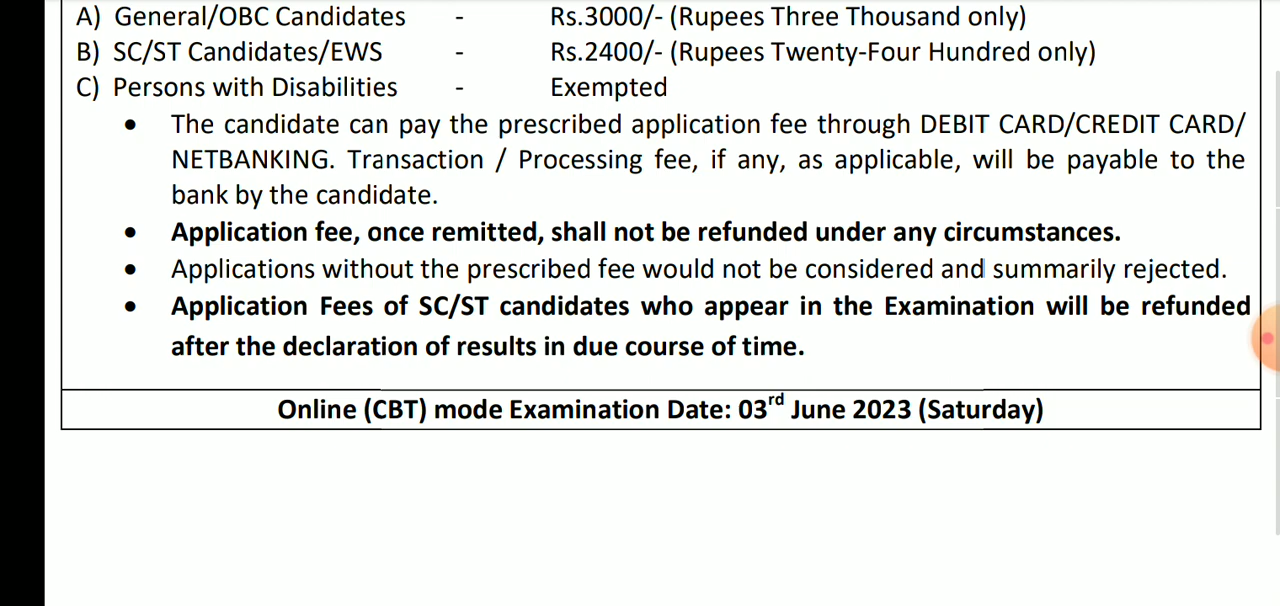 A) General/OBC Candidates - Rs.3000/- (Rupees Three Thousand only)
B) SC/ST Candidates/EWS - Rs.2400/- (Rupees Twenty-Four Hundred only)
C) Persons with Disabilities - Exempted
• The candidate can pay the prescribed application fee through DEBIT CARD/CREDIT CARD/
NETBANKING. Transaction / Processing fee, if any, as applicable, will be payable to the
bank by the candidate.
• Application fee, once remitted, shall not be refunded under any circumstances.
• Applications without the prescribed fee would not be considered and summarily rejected.
• Application Fees of SC/ST candidates who appear in the Examination will be refunded
after the declaration of results in due course of time.
Online (CBT) mode Examination Date: 03rd June 2023 (Saturday)